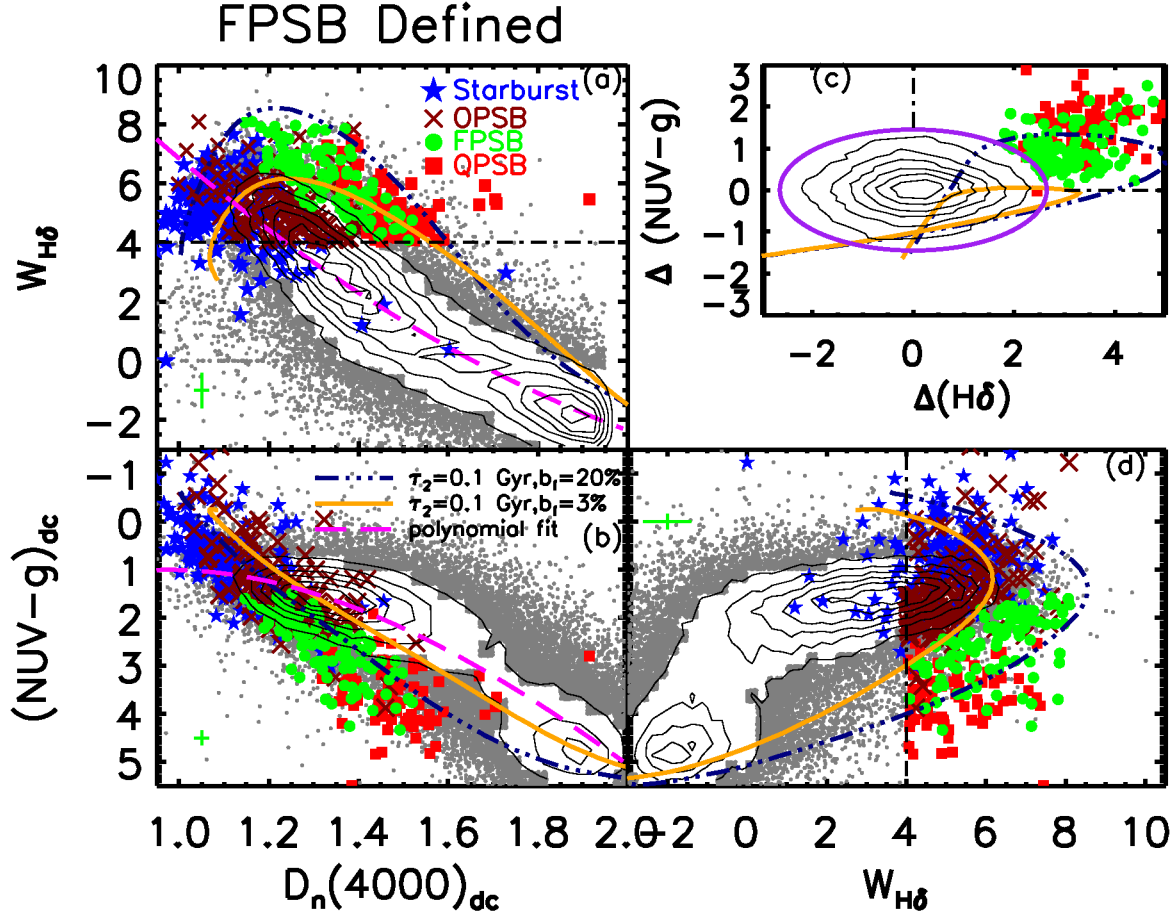 FPSB Defined
(a)
Starburst
OPSB
FPSB
QPSB
10
8
6
4
2
0
−2
W_Hδ
(c)
3
2
1
0
−1
−2
−3
Δ (NUV−g)
−2 0 2 4
Δ(Hδ)
τ₂=0.1 Gyr,b_f=20%
τ₂=0.1 Gyr,b_f=3%
polynomial fit
(b)
−1
0
1
2
3
4
5
(NUV−g)_dc
1.0 1.2 1.4 1.6 1.8 2.0
D_n(4000)_dc
(d)
−2 0 2 4 6 8 10
W_Hδ